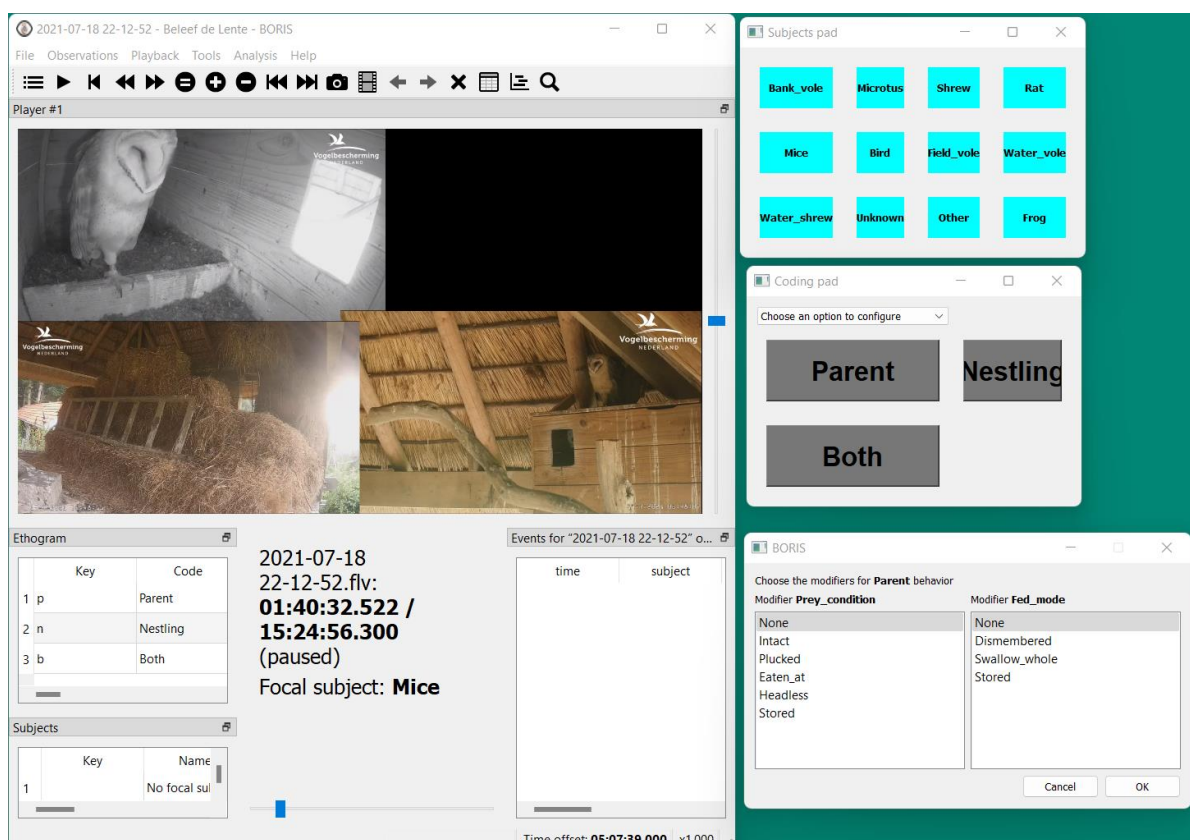 2021-07-18 22-12-52 - Beleef de Lente - BORIS
File Observations Playback Tools Analysis Help
Player #1
Vogelbescherming
NEDERLAND
Vogelbescherming
NEDERLAND
Vogelbescherming
NEDERLAND
Ethogram
Key Code
1 p Parent
2 n Nestling
3 b Both
Subjects
Key Name
1 No focal sul
2021-07-18
22-12-52.flv:
01:40:32.522 /
15:24:56.300
(paused)
Focal subject: Mice
Events for “2021-07-18 22-12-52” o...
time subject
Time offset: 05:07:39.000 x1.000
Subjects pad
Bank_vole Microtus Shrew Rat
Mice Bird Field_vole Water_vole
Water_shrew Unknown Other Frog
Coding pad
Choose an option to configure
Parent Nestling
Both
BORIS
Choose the modifiers for Parent behavior
Modifier Prey_condition
None
Intact
Plucked
Eaten_at
Headless
Stored
Modifier Fed_mode
None
Dismembered
Swallow_whole
Stored
Cancel OK